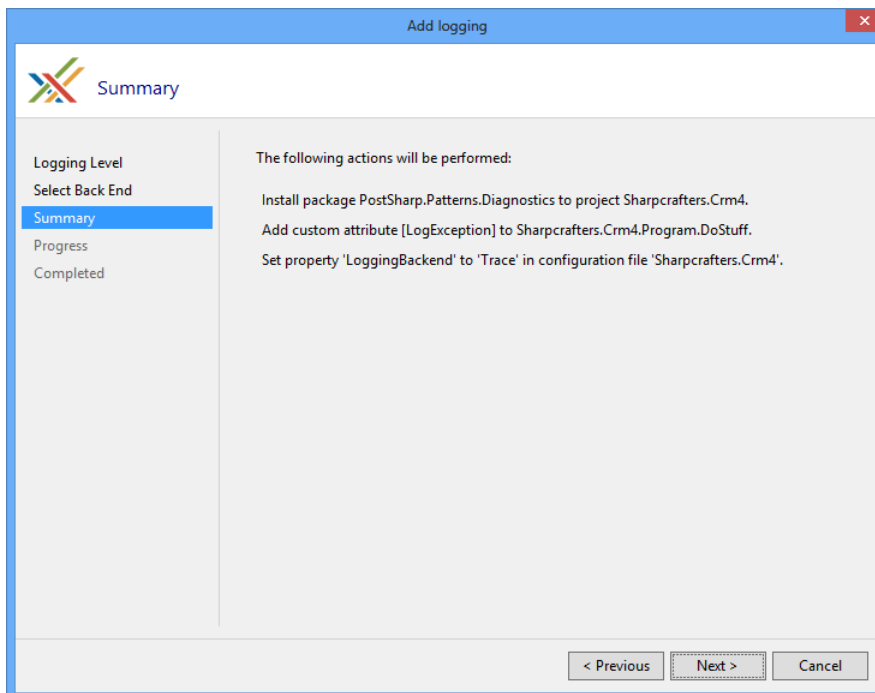 Add logging
Summary
Logging Level
Select Back End
Summary
Progress
Completed
The following actions will be performed:
Install package PostSharp.Patterns.Diagnostics to project Sharpcrafters.Crm4.
Add custom attribute [LogException] to Sharpcrafters.Crm4.Program.DoStuff.
Set property 'LoggingBackend' to 'Trace' in configuration file 'Sharpcrafters.Crm4'.
< Previous
Next >
Cancel